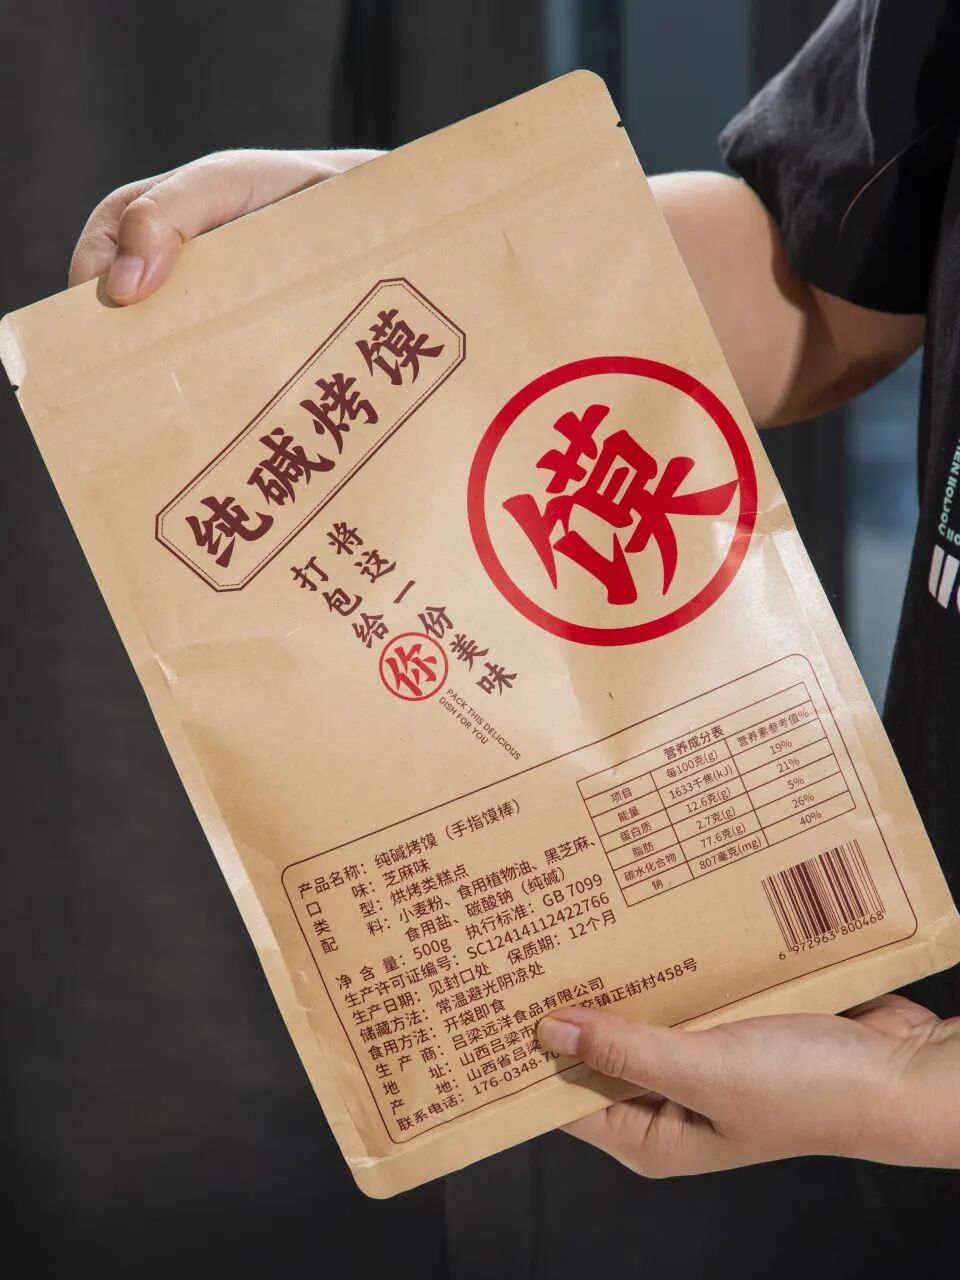 纯碱烤馍
馍
将这一份美味
打包给你
PACK THIS DELICIOUS
DISH FOR YOU
营养成分表
项目 每100克(g) 营养素参考值%
能量 1633千焦(kJ) 19%
蛋白质 12.6克(g) 21%
脂肪 2.7克(g) 5%
碳水化合物 77.6克(g) 26%
钠 807毫克(mg) 40%
产品名称：纯碱烤馍（手指馍棒）
口味：芝麻味
类型：烘烤类糕点
配料：小麦粉、食用植物油、黑芝麻、
食用盐、碳酸钠（纯碱）
净含量：500g 执行标准：GB 7099
生产许可证编号：SC12414112422766
生产日期：见封口处 保质期：12个月
储藏方法：常温避光阴凉处
食用方法：开袋即食
生产商：吕梁远洋食品有限公司
地址：山西吕梁市 交镇正街村458号
产地：山西省吕梁
联系电话：176-0348-70
6 972963 800468